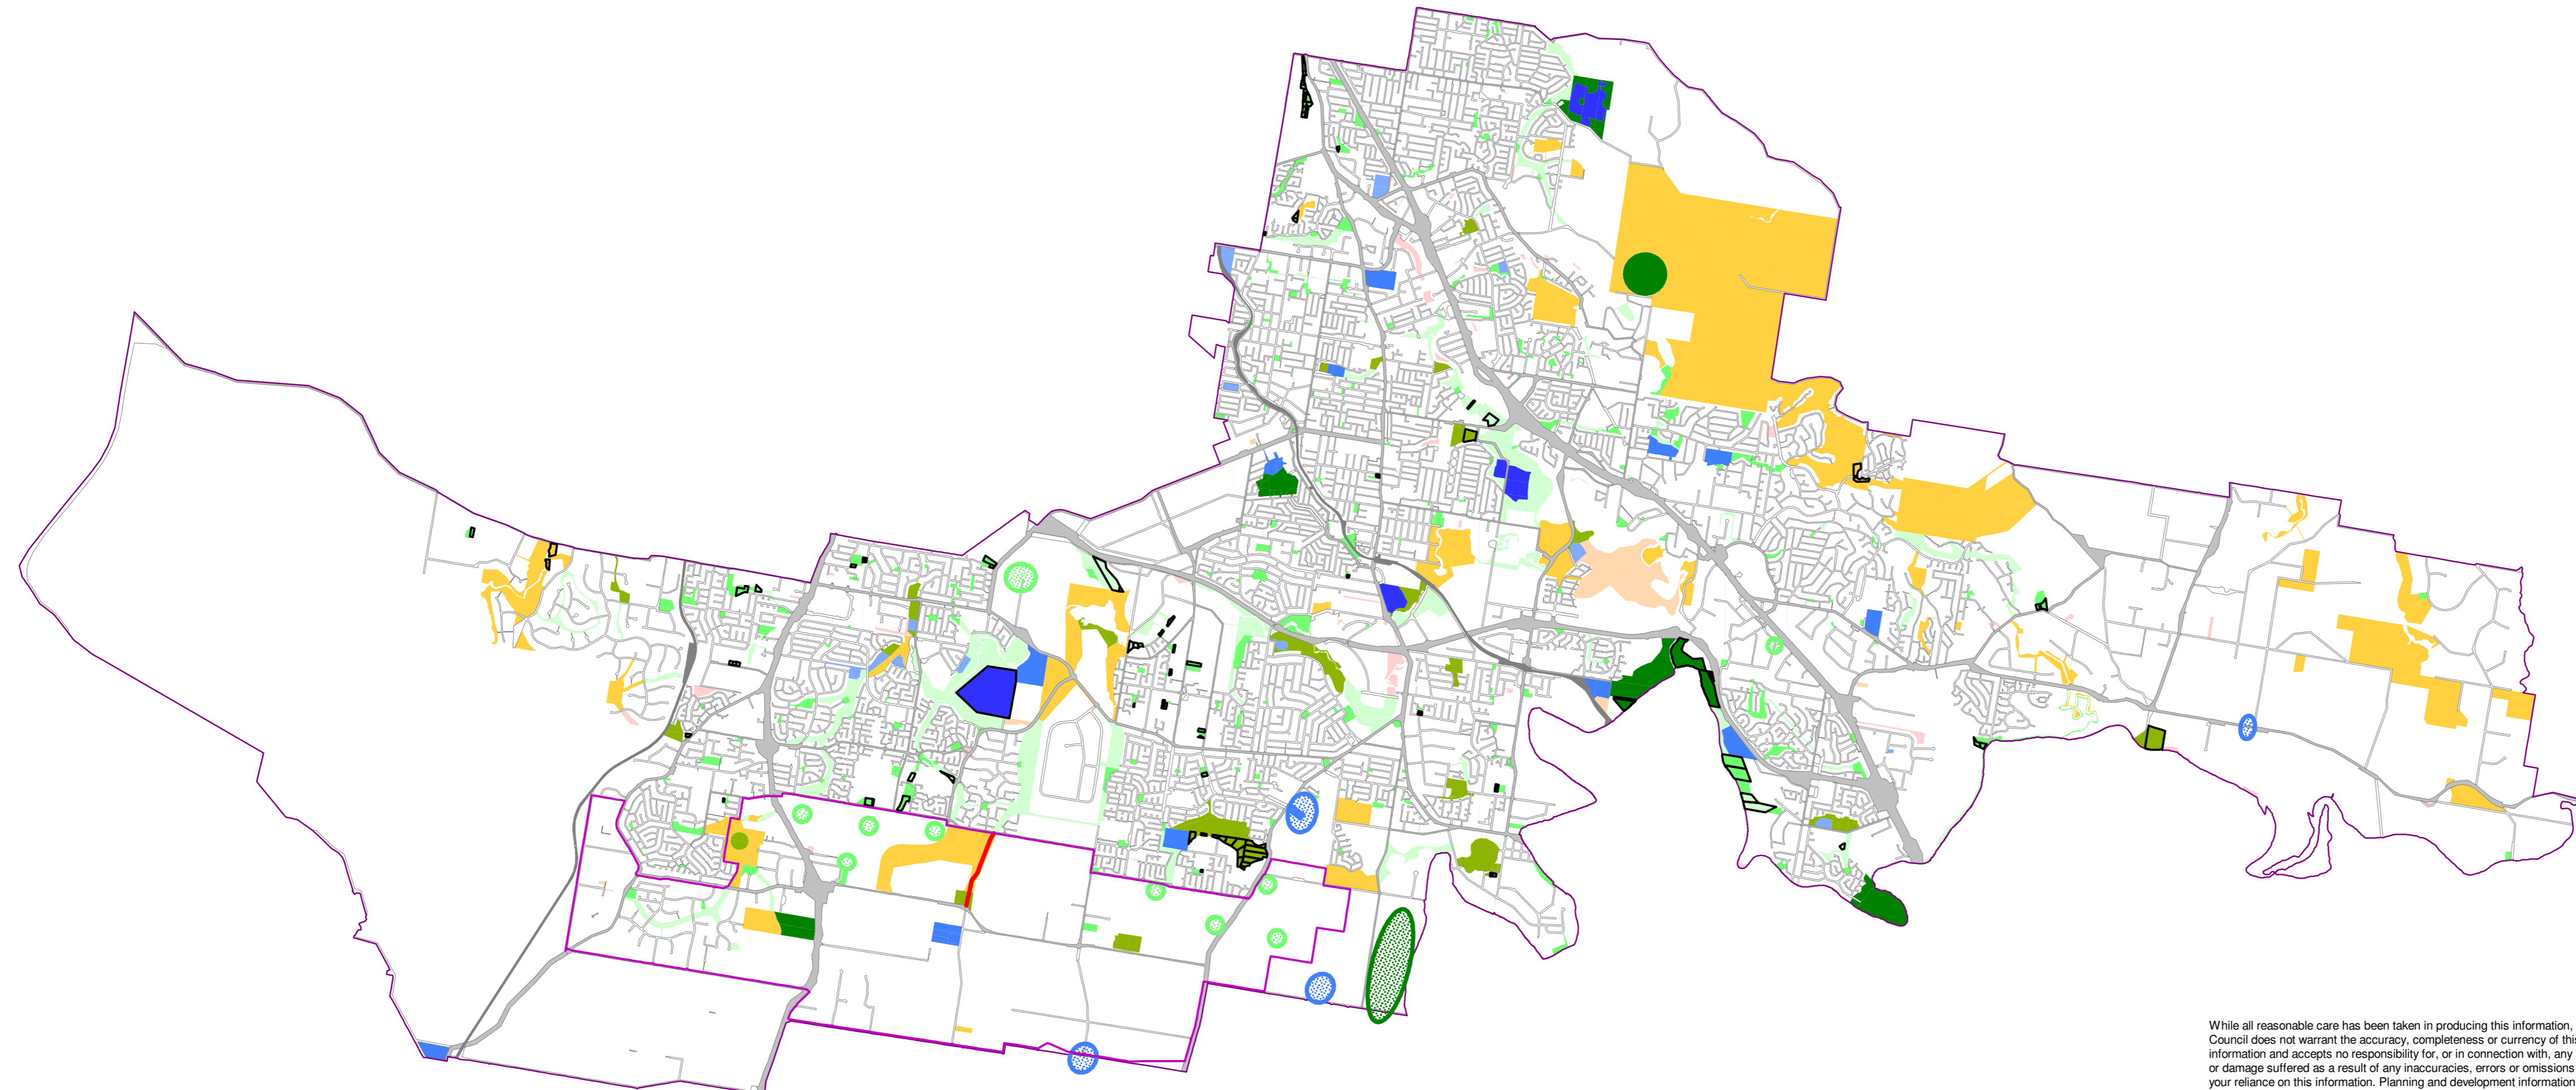 While all reasonable care has been taken in producing this information,
Council does not warrant the accuracy, completeness or currency of this
information and accepts no responsibility for, or in connection with, any
or damage suffered as a result of any inaccuracies, errors or omissions
your reliance on this information. Planning and development information